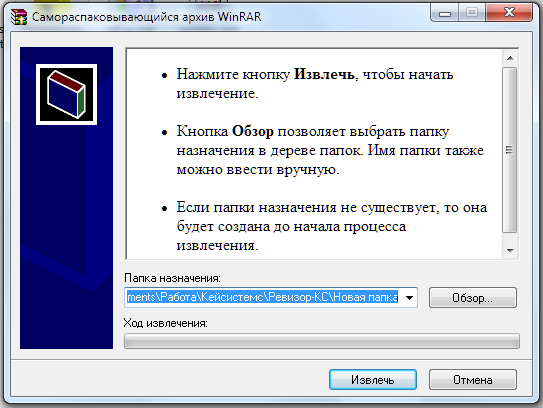 Самораспаковывающийся архив WinRAR
• Нажмите кнопку Извлечь, чтобы начать
извлечение.
• Кнопка Обзор позволяет выбрать папку
назначения в дереве папок. Имя папки также
можно ввести вручную.
• Если папки назначения не существует, то она
будет создана до начала процесса
извлечения.
Папка назначения:
ments\Работа\Кейсистемс\Ревизор-КС\Новая папка
Обзор...
Ход извлечения:
Извлечь
Отмена